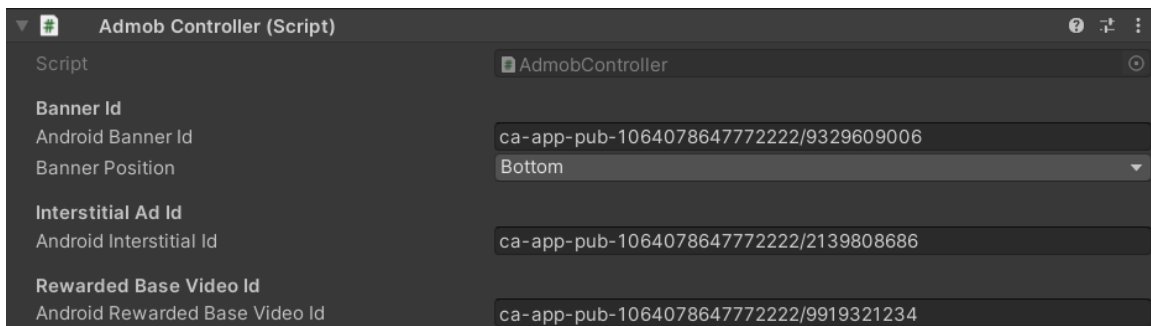 Admob Controller (Script)
Script AdmobController
Banner Id
Android Banner Id ca-app-pub-1064078647772222/9329609006
Banner Position Bottom
Interstitial Ad Id
Android Interstitial Id ca-app-pub-1064078647772222/2139808686
Rewarded Base Video Id
Android Rewarded Base Video Id ca-app-pub-1064078647772222/9919321234